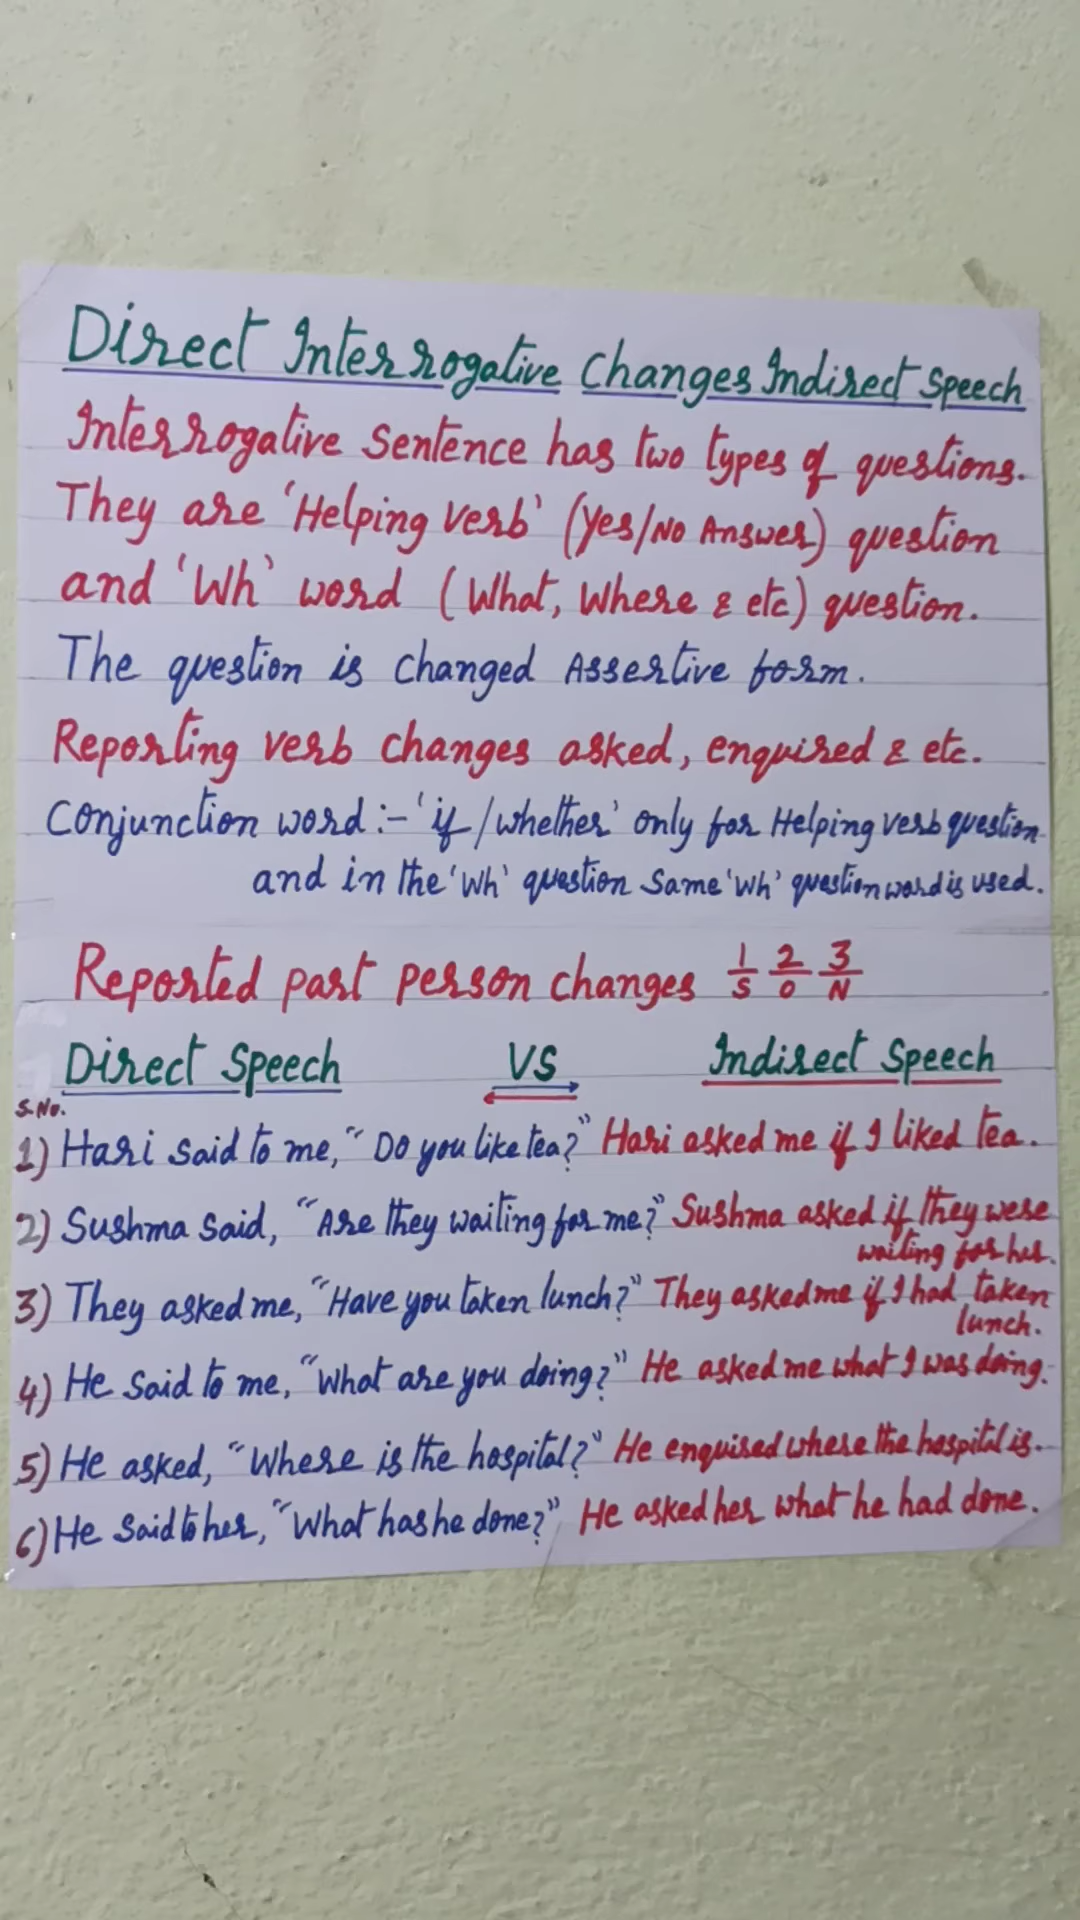 Direct Interrogative Changes Indirect Speech
Interrogative Sentence has two types of questions.
They are 'Helping verb' (Yes/No Answer) question
and 'Wh' word (What, Where & etc) question.
The question is changed Assertive form.
Reporting verb changes asked, enquired & etc.
Conjunction word:- 'if/whether' only for Helping verb question
and in the 'Wh' question Same 'Wh' question word is used.
Reported part person changes 1/S 2/O 3/N
Direct Speech VS Indirect Speech
S.No.
1) Hari said to me, "Do you like tea?" Hari asked me if I liked tea.
2) Sushma said, "Are they waiting for me?" Sushma asked if they were
waiting for her.
3) They asked me, "Have you taken lunch?" They asked me if I had taken
lunch.
4) He said to me, "What are you doing?" He asked me what I was doing.
5) He asked, "Where is the hospital?" He enquired where the hospital is.
6) He said to her, "What has he done?" He asked her what he had done.